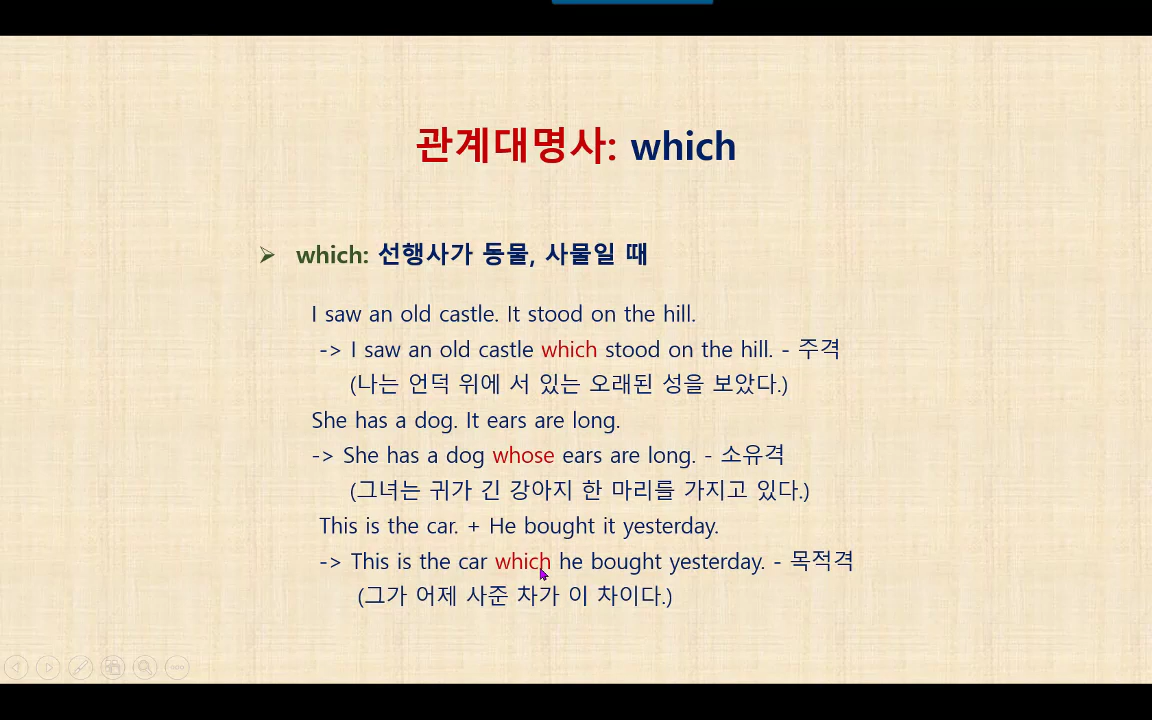 관계대명사: which
which: 선행사가 동물, 사물일 때
I saw an old castle. It stood on the hill.
-> I saw an old castle which stood on the hill. - 주격
(나는 언덕 위에 서 있는 오래된 성을 보았다.)
She has a dog. It ears are long.
-> She has a dog whose ears are long. - 소유격
(그녀는 귀가 긴 강아지 한 마리를 가지고 있다.)
This is the car. + He bought it yesterday.
-> This is the car which he bought yesterday. - 목적격
(그가 어제 사준 차가 이 차이다.)